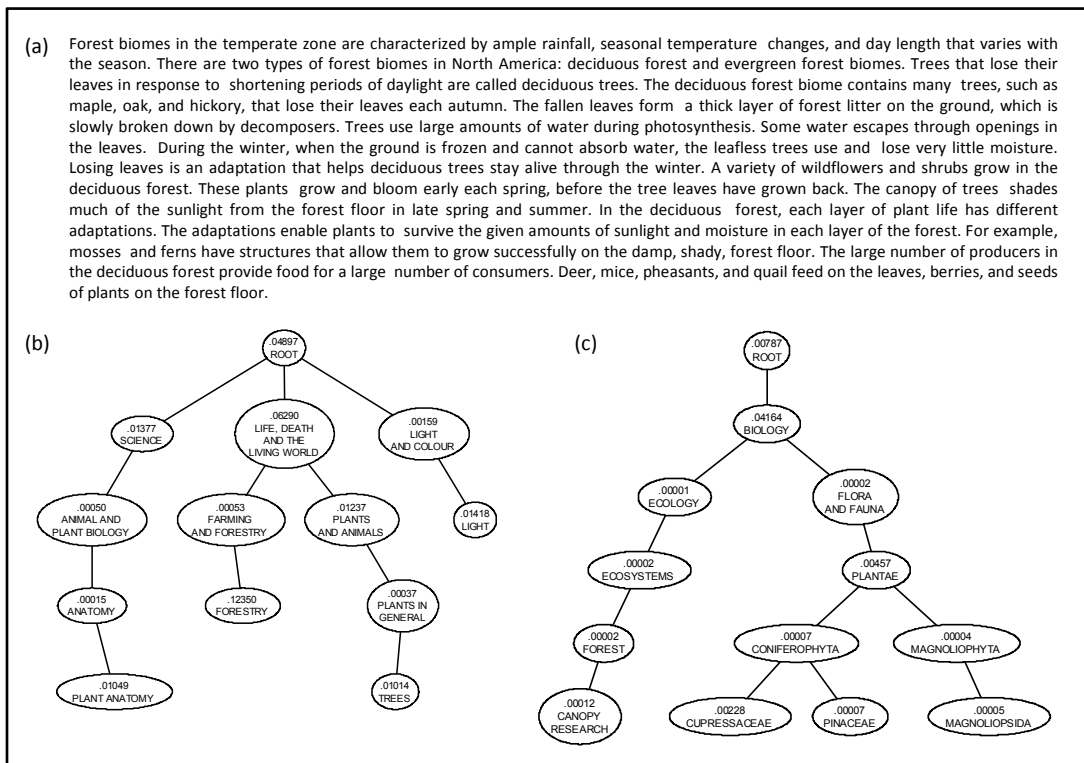 (a) Forest biomes in the temperate zone are characterized by ample rainfall, seasonal temperature changes, and day length that varies with
the season. There are two types of forest biomes in North America: deciduous forest and evergreen forest biomes. Trees that lose their
leaves in response to shortening periods of daylight are called deciduous trees. The deciduous forest biome contains many trees, such as
maple, oak, and hickory, that lose their leaves each autumn. The fallen leaves form a thick layer of forest litter on the ground, which is
slowly broken down by decomposers. Trees use large amounts of water during photosynthesis. Some water escapes through openings in
the leaves. During the winter, when the ground is frozen and cannot absorb water, the leafless trees use and lose very little moisture.
Losing leaves is an adaptation that helps deciduous trees stay alive through the winter. A variety of wildflowers and shrubs grow in the
deciduous forest. These plants grow and bloom early each spring, before the tree leaves have grown back. The canopy of trees shades
much of the sunlight from the forest floor in late spring and summer. In the deciduous forest, each layer of plant life has different
adaptations. The adaptations enable plants to survive the given amounts of sunlight and moisture in each layer of the forest. For example,
mosses and ferns have structures that allow them to grow successfully on the damp, shady, forest floor. The large number of producers in
the deciduous forest provide food for a large number of consumers. Deer, mice, pheasants, and quail feed on the leaves, berries, and seeds
of plants on the forest floor.
(b)
.04897
ROOT
.01377
SCIENCE
.06290
LIFE, DEATH
AND THE
LIVING WORLD
.00159
LIGHT
AND COLOUR
.00050
ANIMAL AND
PLANT BIOLOGY
.00053
FARMING
AND FORESTRY
.01237
PLANTS
AND ANIMALS
.01418
LIGHT
.00015
ANATOMY
.12350
FORESTRY
.00037
PLANTS IN
GENERAL
.01049
PLANT ANATOMY
.01014
TREES
(c)
.00787
ROOT
.04164
BIOLOGY
.00001
ECOLOGY
.00002
FLORA
AND FAUNA
.00002
ECOSYSTEMS
.00457
PLANTAE
.00002
FOREST
.00007
CONIFEROPHYTA
.00004
MAGNOLIOPHYTA
.00012
CANOPY
RESEARCH
.00228
CUPRESSACEAE
.00007
PINACEAE
.00005
MAGNOLIOPSIDA